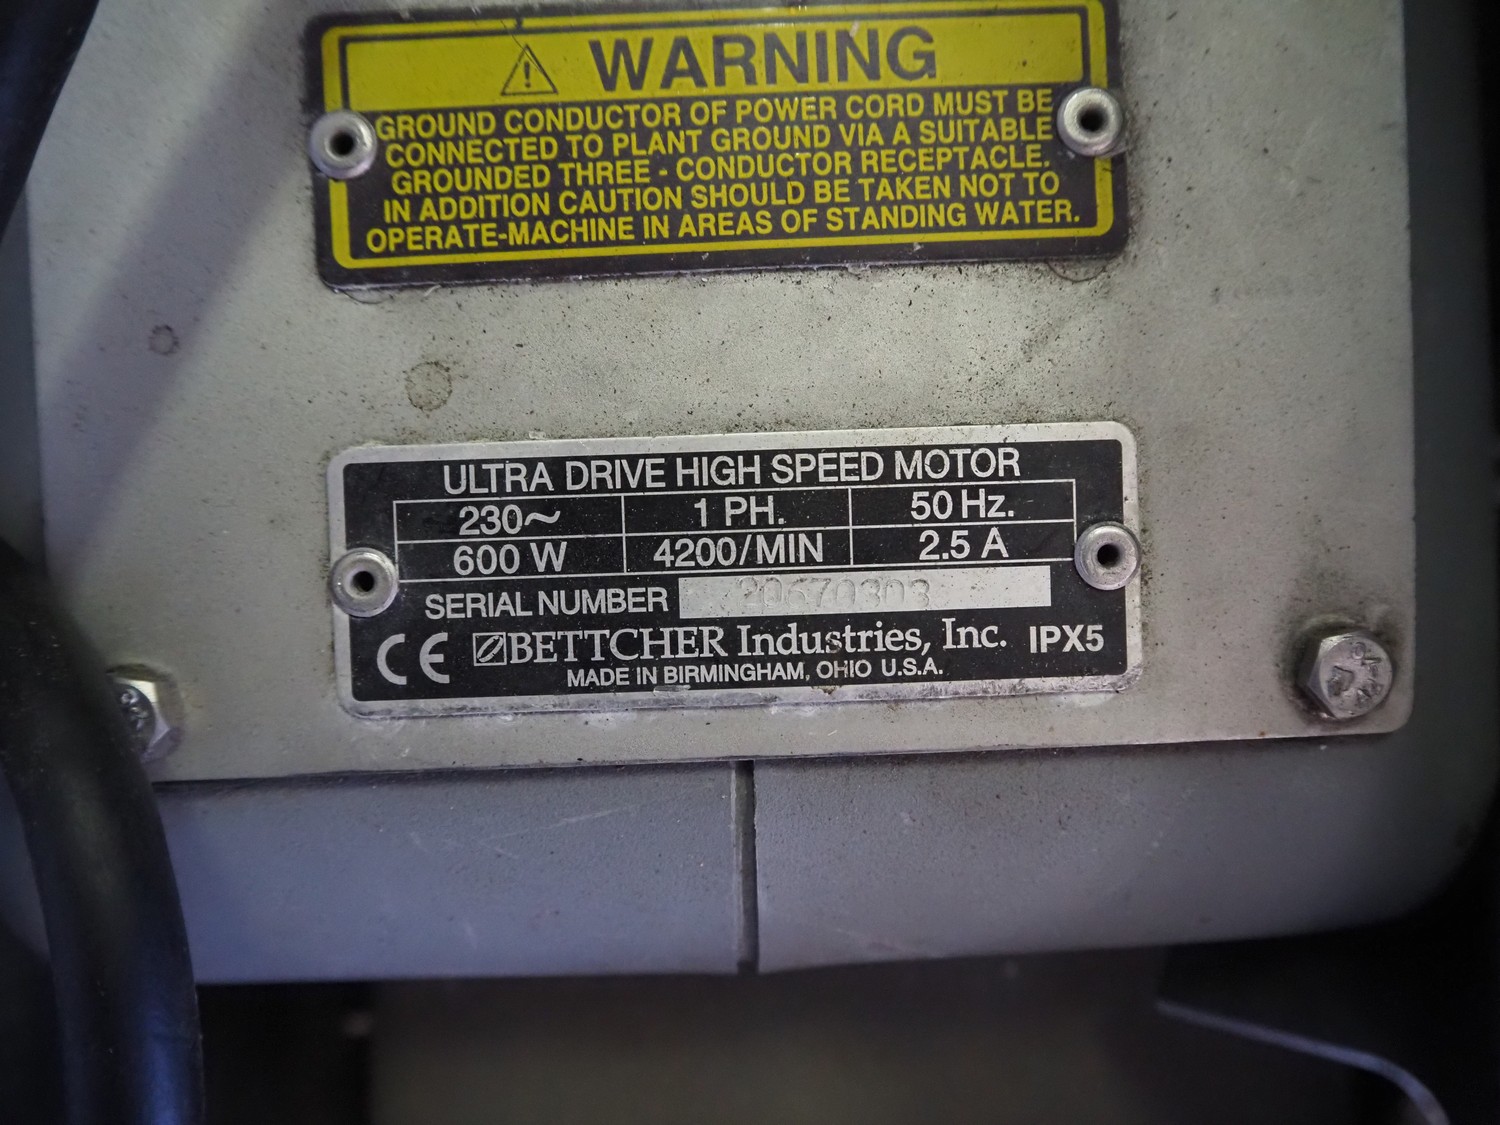 WARNING
GROUND CONDUCTOR OF POWER CORD MUST BE
CONNECTED TO PLANT GROUND VIA A SUITABLE
GROUNDED THREE - CONDUCTOR RECEPTACLE.
IN ADDITION CAUTION SHOULD BE TAKEN NOT TO
OPERATE-MACHINE IN AREAS OF STANDING WATER.
ULTRA DRIVE HIGH SPEED MOTOR
230~ 1 PH. 50 Hz.
600 W 4200/MIN 2.5 A
SERIAL NUMBER
CE BETTCHER Industries, Inc. IPX5
MADE IN BIRMINGHAM, OHIO U.S.A.